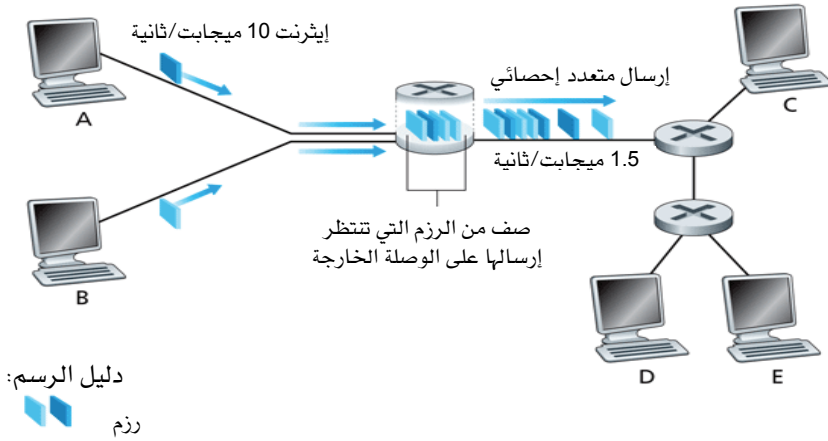 إيثرنت 10 ميجابت/ثانية
A
إرسال متعدد إحصائي
C
1.5 ميجابت/ثانية
صف من الرزم التي تنتظر
إرسالها على الوصلة الخارجة
B
D
E
دليل الرسم:
رزم